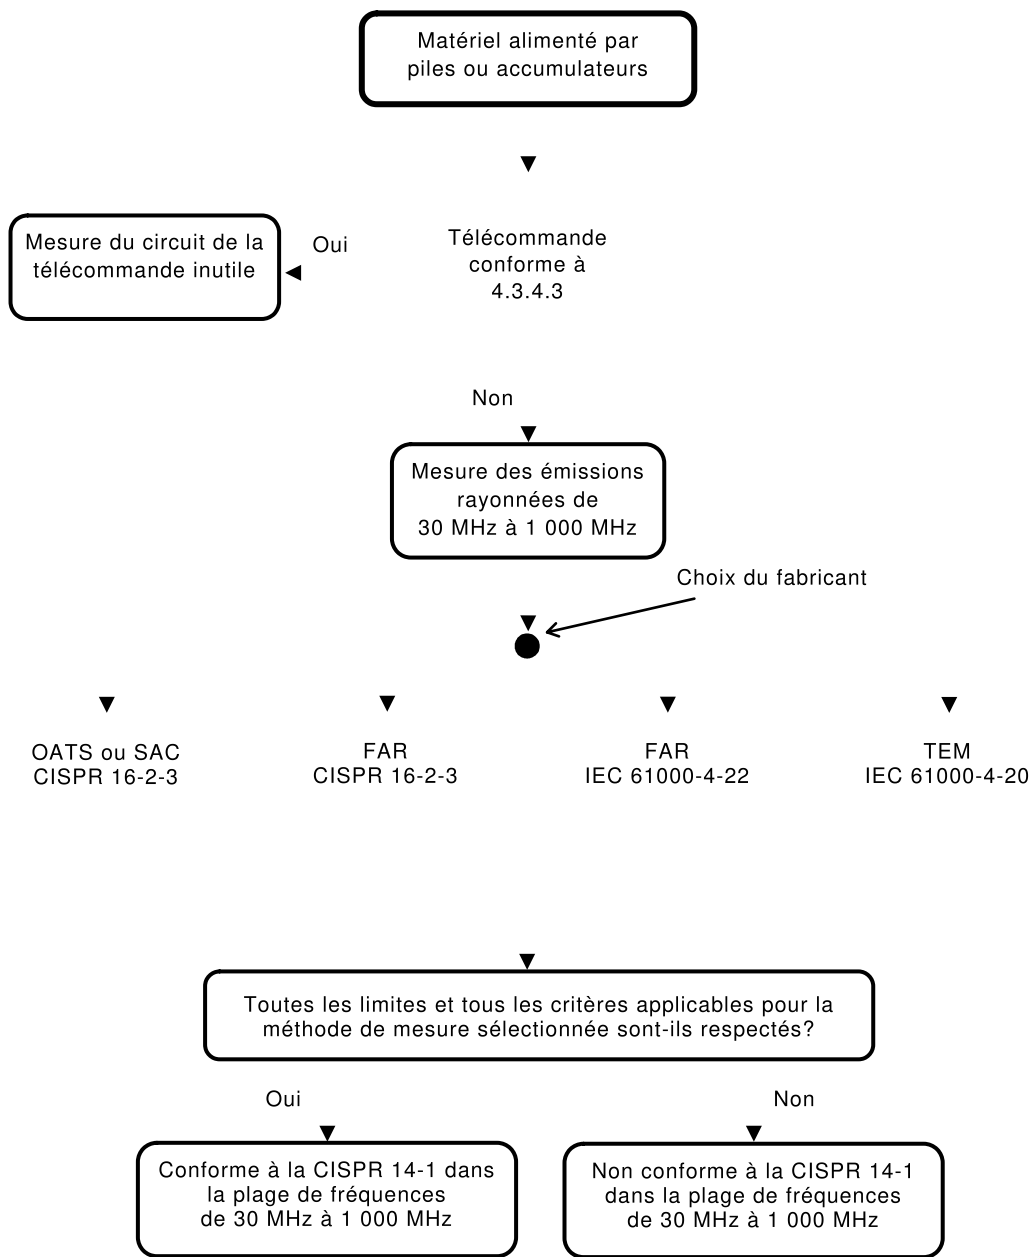 Matériel alimenté par
piles ou accumulateurs
Mesure du circuit de la
télécommande inutile
Oui
Télécommande
conforme à
4.3.4.3
Non
Mesure des émissions
rayonnées de
30 MHz à 1 000 MHz
Choix du fabricant
OATS ou SAC
CISPR 16-2-3
FAR
CISPR 16-2-3
FAR
IEC 61000-4-22
TEM
IEC 61000-4-20
Toutes les limites et tous les critères applicables pour la
méthode de mesure sélectionnée sont-ils respectés?
Oui
Non
Conforme à la CISPR 14-1 dans
la plage de fréquences
de 30 MHz à 1 000 MHz
Non conforme à la CISPR 14-1
dans la plage de fréquences
de 30 MHz à 1 000 MHz